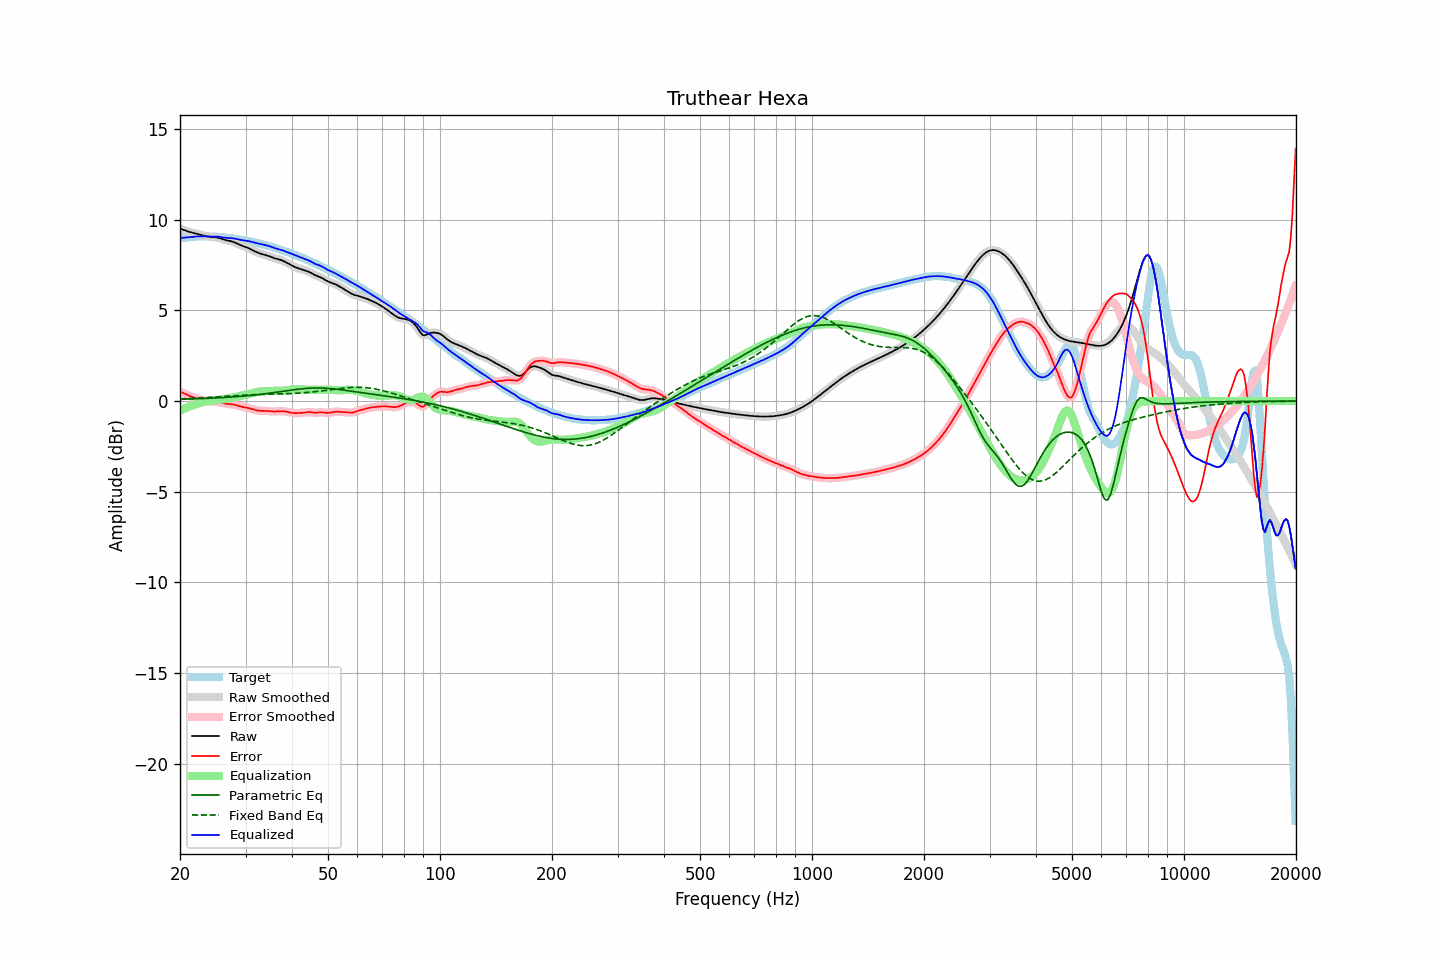 Truthear Hexa
Amplitude (dBr)
15
10
5
0
−5
−10
−15
−20
Target
Raw Smoothed
Error Smoothed
Raw
Error
Equalization
Parametric Eq
Fixed Band Eq
Equalized
20 50 100 200 500 1000 2000 5000 10000 20000
Frequency (Hz)